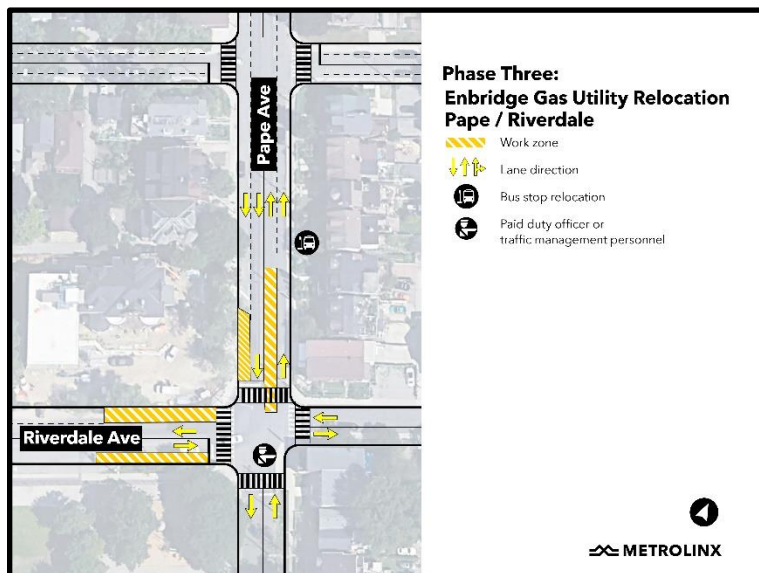 Pape Ave
Riverdale Ave
Phase Three:
Enbridge Gas Utility Relocation
Pape / Riverdale
Work zone
Lane direction
Bus stop relocation
Paid duty officer or
traffic management personnel
METROLINX